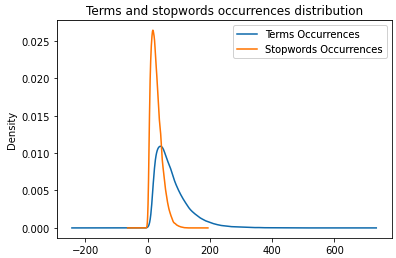 Terms and stopwords occurrences distribution
Terms Occurrences
Stopwords Occurrences
Density
0.025
0.020
0.015
0.010
0.005
0.000
−200
0
200
400
600